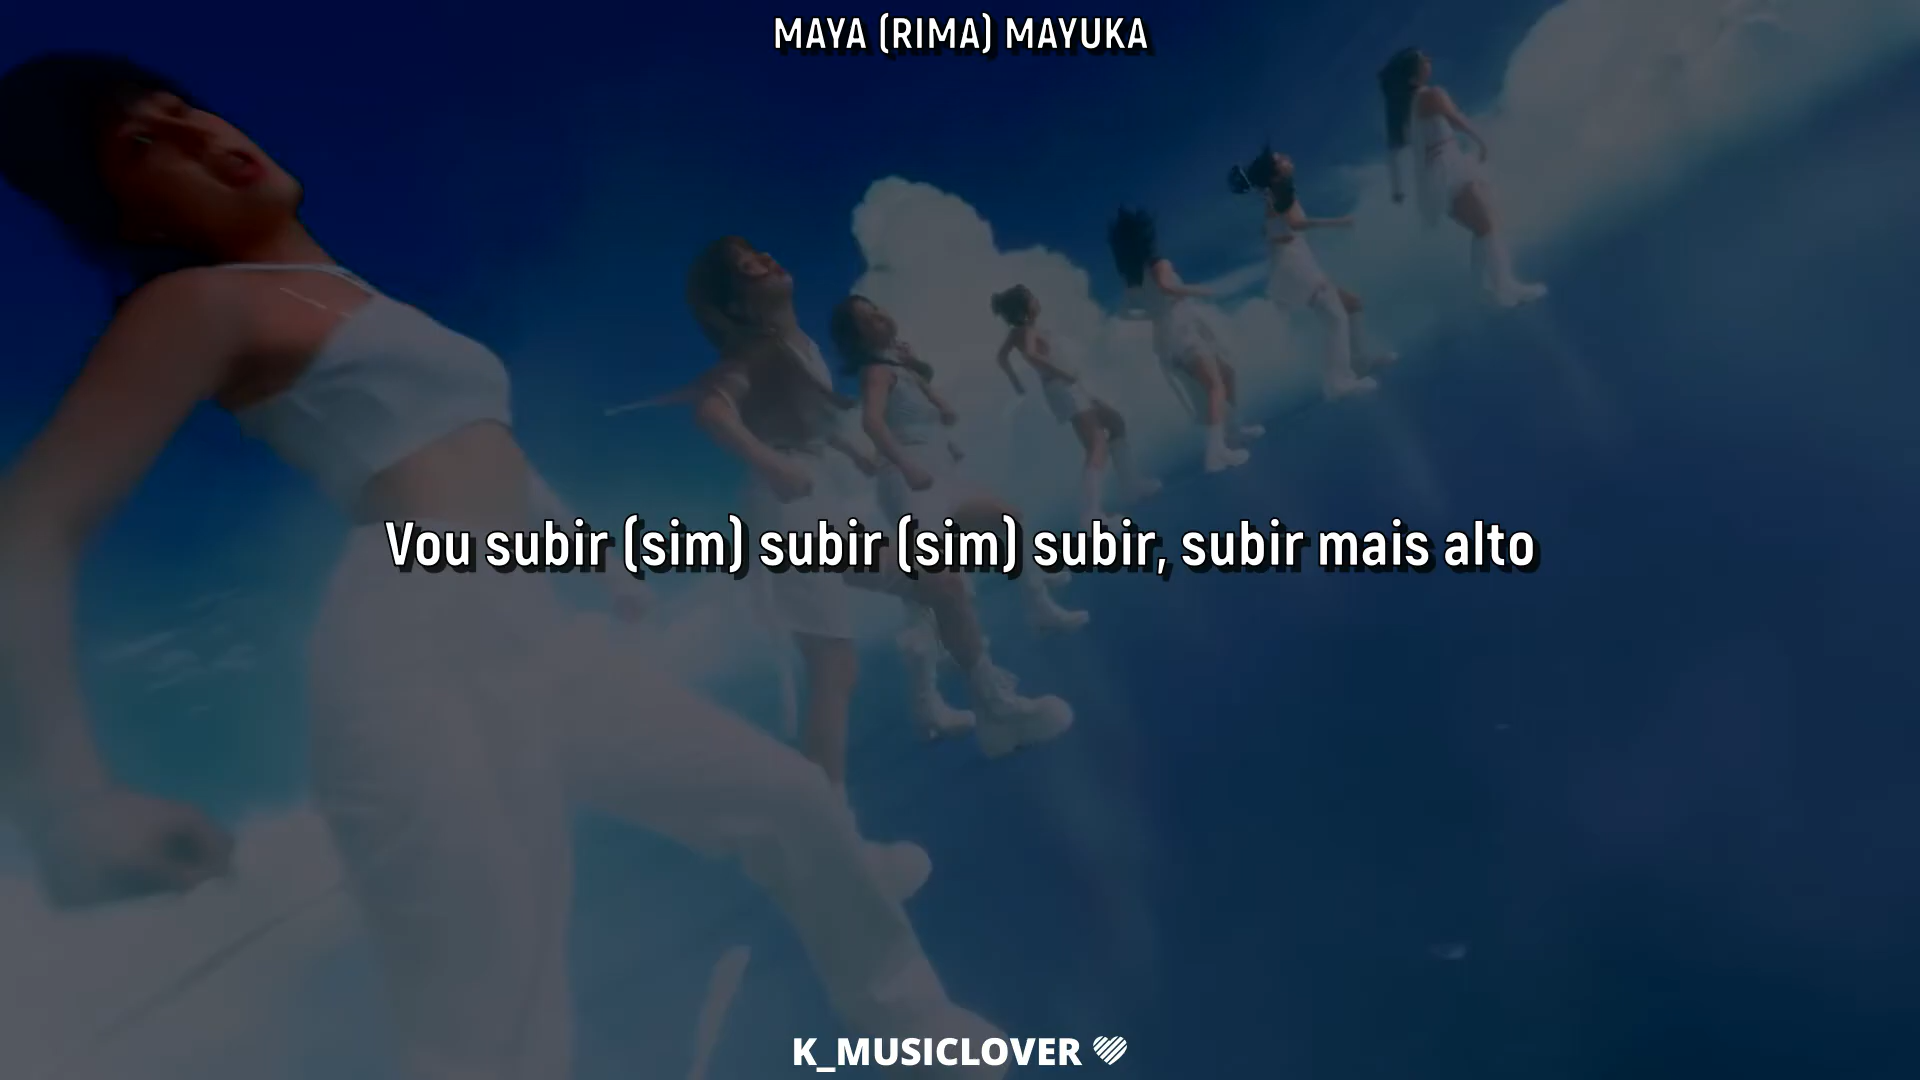 MAYA (RIMA) MAYUKA
Vou subir (sim) subir (sim) subir, subir mais alto
K_MUSICLOVER